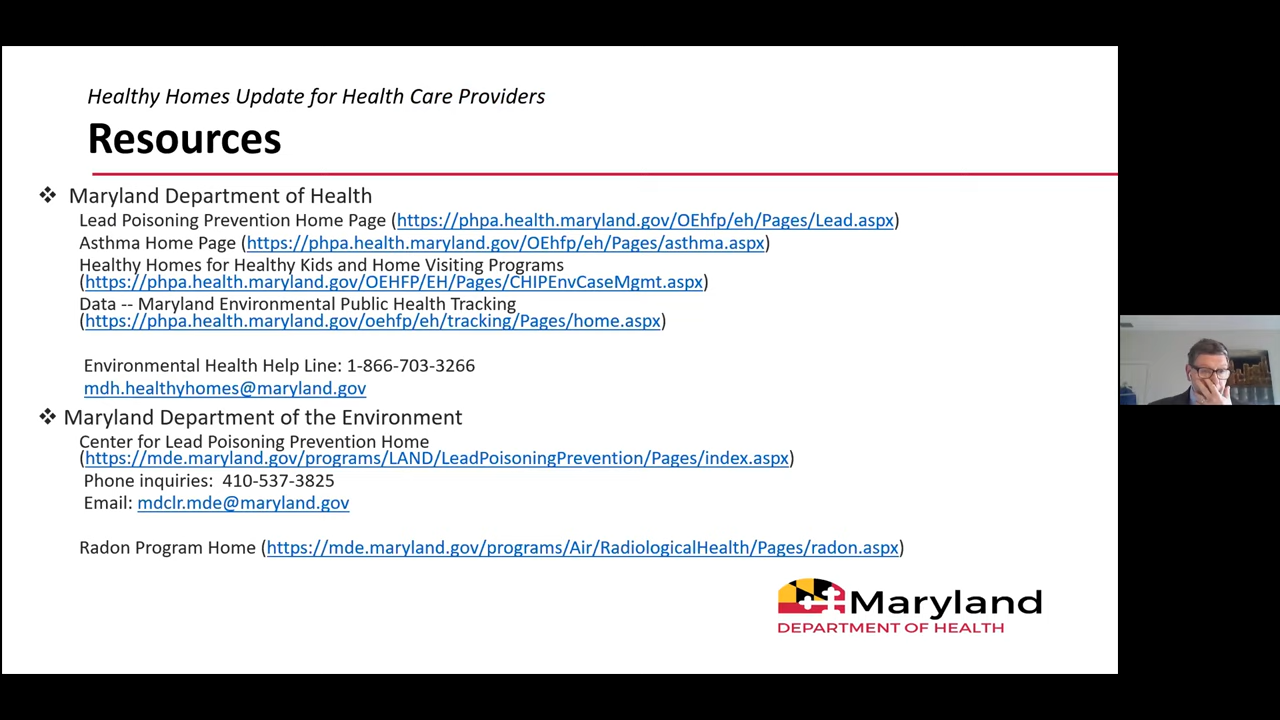 Healthy Homes Update for Health Care Providers
Resources
❖ Maryland Department of Health
Lead Poisoning Prevention Home Page (https://phpa.health.maryland.gov/OEhfp/eh/Pages/Lead.aspx)
Asthma Home Page (https://phpa.health.maryland.gov/OEhfp/eh/Pages/asthma.aspx)
Healthy Homes for Healthy Kids and Home Visiting Programs
(https://phpa.health.maryland.gov/OEHFP/EH/Pages/CHIPEnvCaseMgmt.aspx)
Data -- Maryland Environmental Public Health Tracking
(https://phpa.health.maryland.gov/oehfp/eh/tracking/Pages/home.aspx)
Environmental Health Help Line: 1-866-703-3266
mdh.healthyhomes@maryland.gov
❖ Maryland Department of the Environment
Center for Lead Poisoning Prevention Home
(https://mde.maryland.gov/programs/LAND/LeadPoisoningPrevention/Pages/index.aspx)
Phone inquiries:  410-537-3825
Email: mdclr.mde@maryland.gov
Radon Program Home (https://mde.maryland.gov/programs/Air/RadiologicalHealth/Pages/radon.aspx)
Maryland
DEPARTMENT OF HEALTH